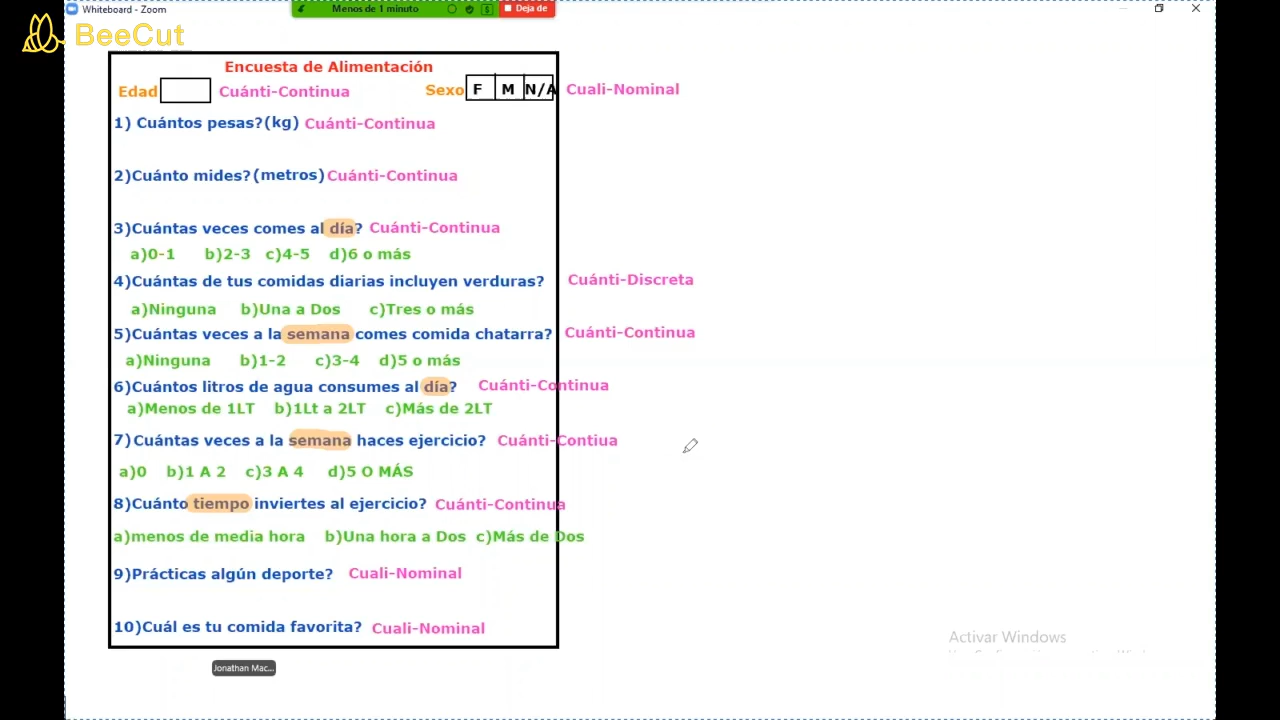 Whiteboard - Zoom
Menos de 1 minuto
Deja de
BeeCut
Encuesta de Alimentación
Edad Cuánti-Continua Sexo F M N/A Cuali-Nominal
1) Cuántos pesas?(kg) Cuánti-Continua
2)Cuánto mides?(metros) Cuánti-Continua
3)Cuántas veces comes al día? Cuánti-Continua
a)0-1 b)2-3 c)4-5 d)6 o más
4)Cuántas de tus comidas diarias incluyen verduras? Cuánti-Discreta
a)Ninguna b)Una a Dos c)Tres o más
5)Cuántas veces a la semana comes comida chatarra? Cuánti-Continua
a)Ninguna b)1-2 c)3-4 d)5 o más
6)Cuántos litros de agua consumes al día? Cuánti-Continua
a)Menos de 1LT b)1Lt a 2LT c)Más de 2LT
7)Cuántas veces a la semana haces ejercicio? Cuánti-Contiua
a)0 b)1 A 2 c)3 A 4 d)5 O MÁS
8)Cuánto tiempo inviertes al ejercicio? Cuánti-Continua
a)menos de media hora b)Una hora a Dos c)Más de Dos
9)Prácticas algún deporte? Cuali-Nominal
10)Cuál es tu comida favorita? Cuali-Nominal
Activar Windows
Jonathan Mac...